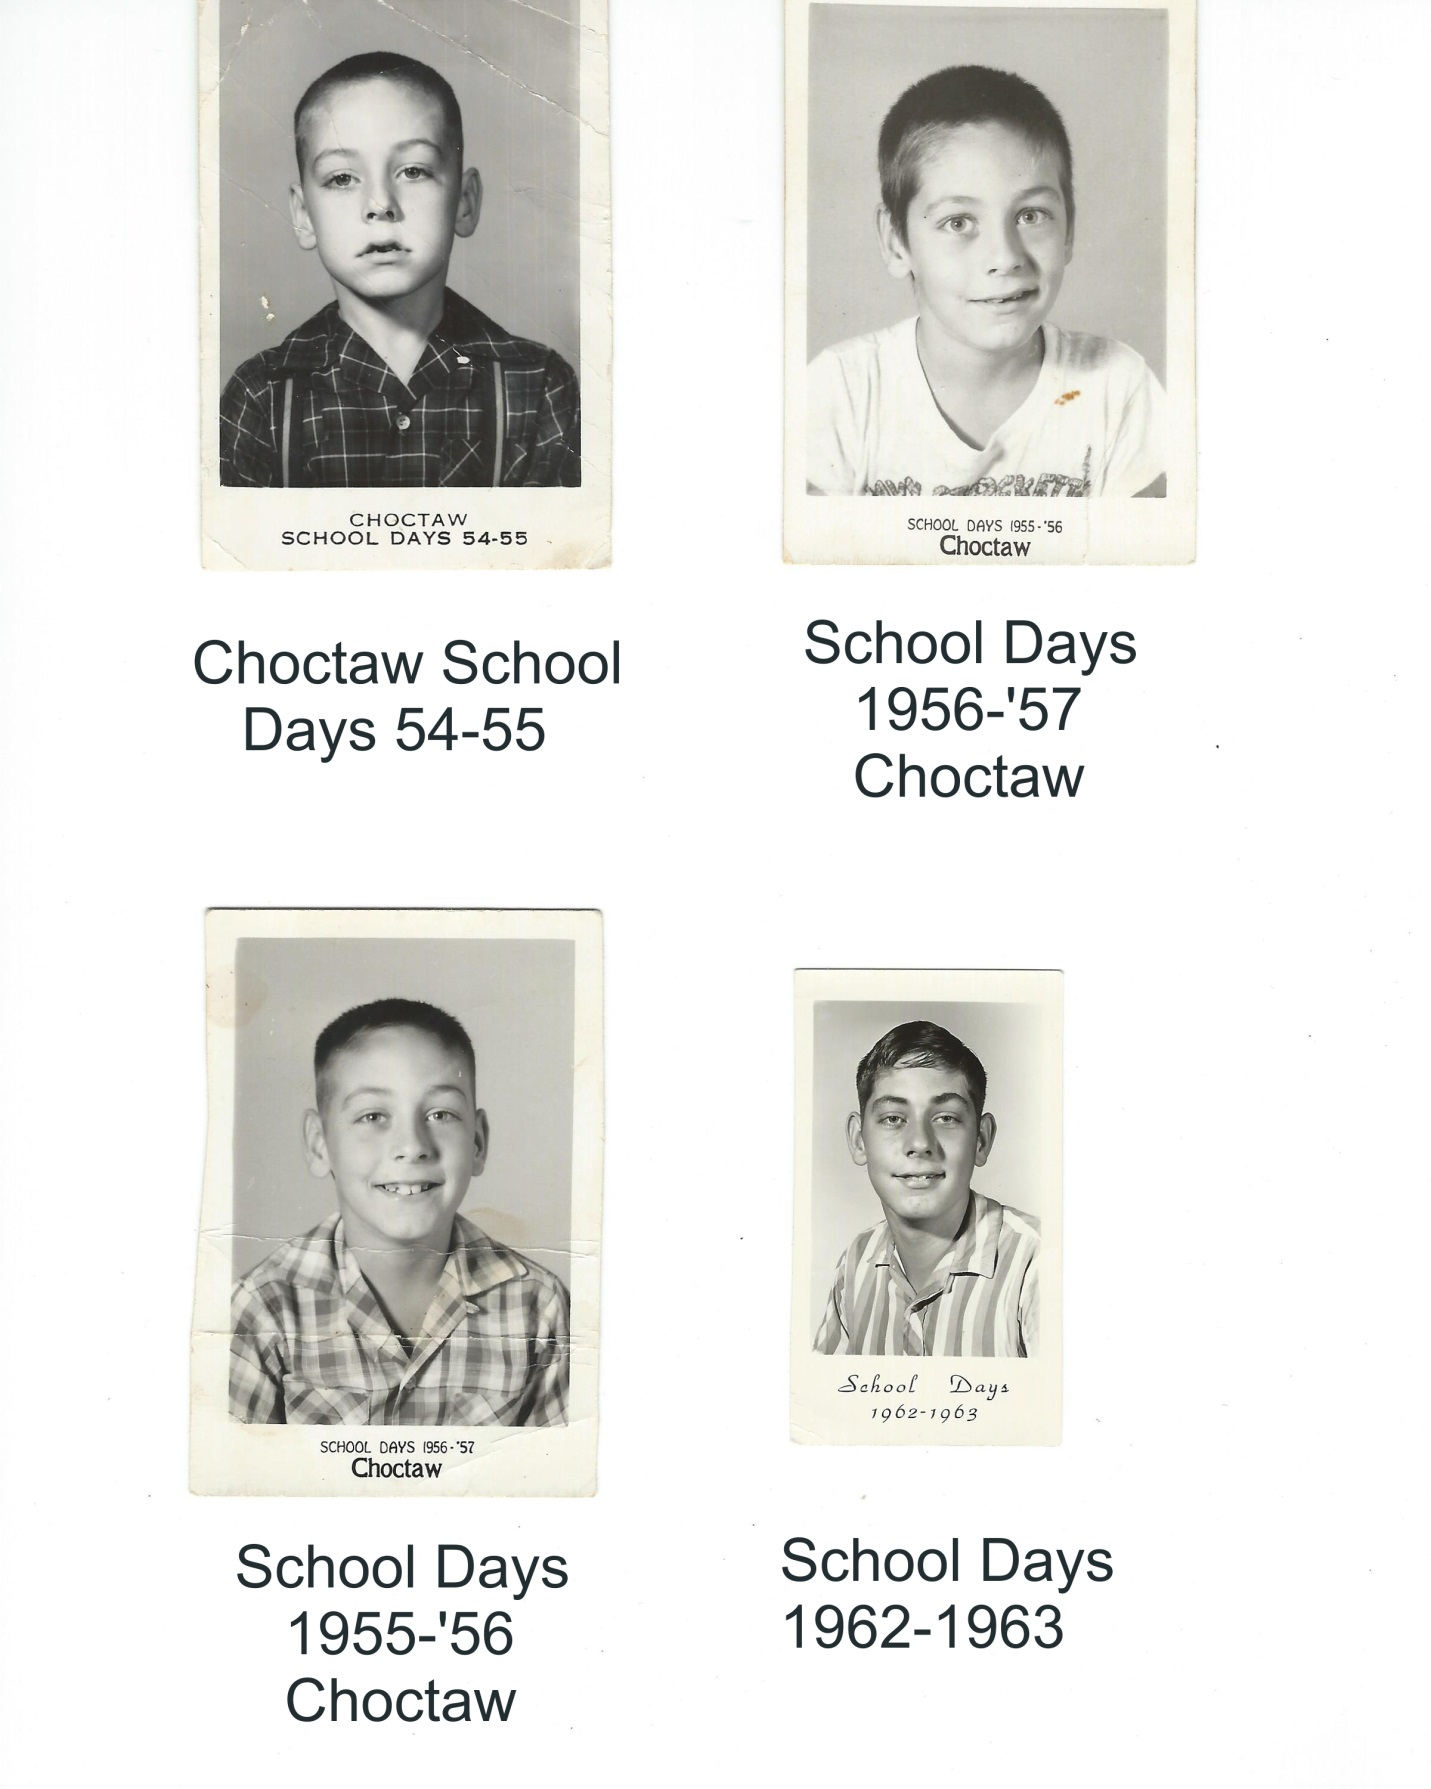 CHOCTAW
SCHOOL DAYS 54-55
SCHOOL DAYS 1955-'56
Choctaw
Choctaw School
Days 54-55
School Days
1956-'57
Choctaw
SCHOOL DAYS 1956-'57
Choctaw
School Days
1962-1963
School Days
1955-'56
Choctaw
School Days
1962-1963